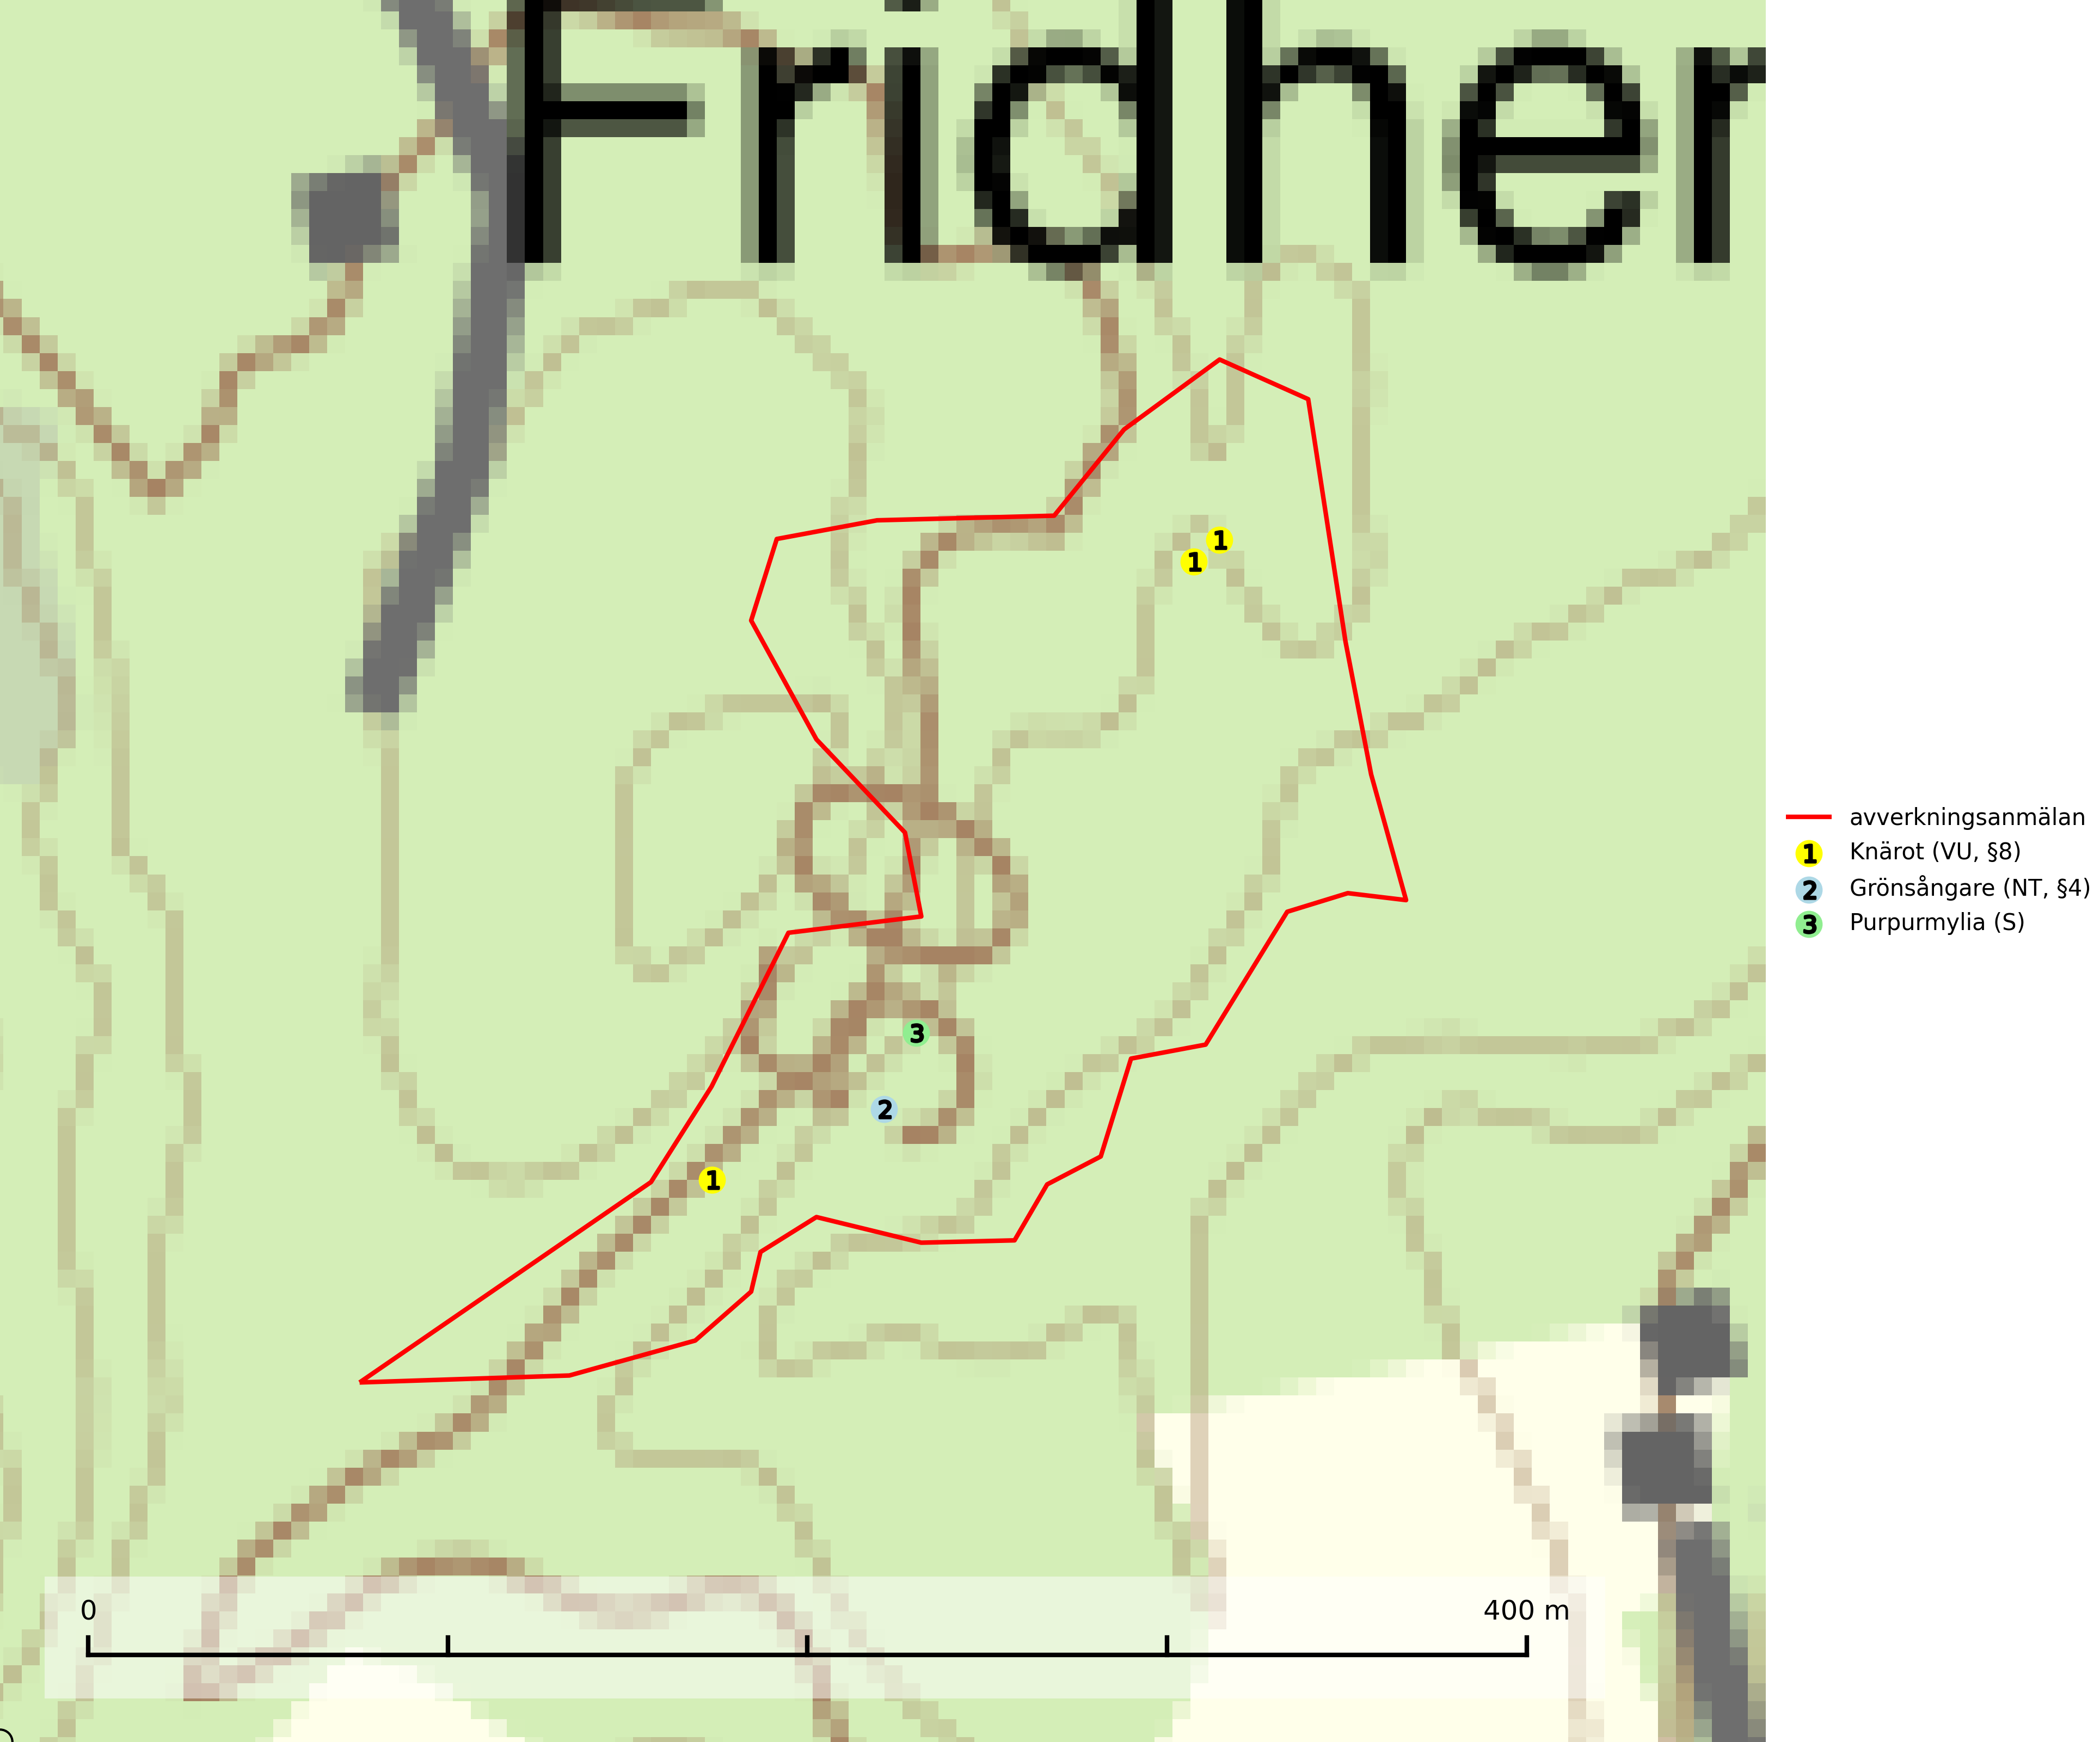 Fridher
1
1
3
2
1
0
400 m
avverkningsanmälan
1 Knärot (VU, §8)
2 Grönsångare (NT, §4)
3 Purpurmylia (S)